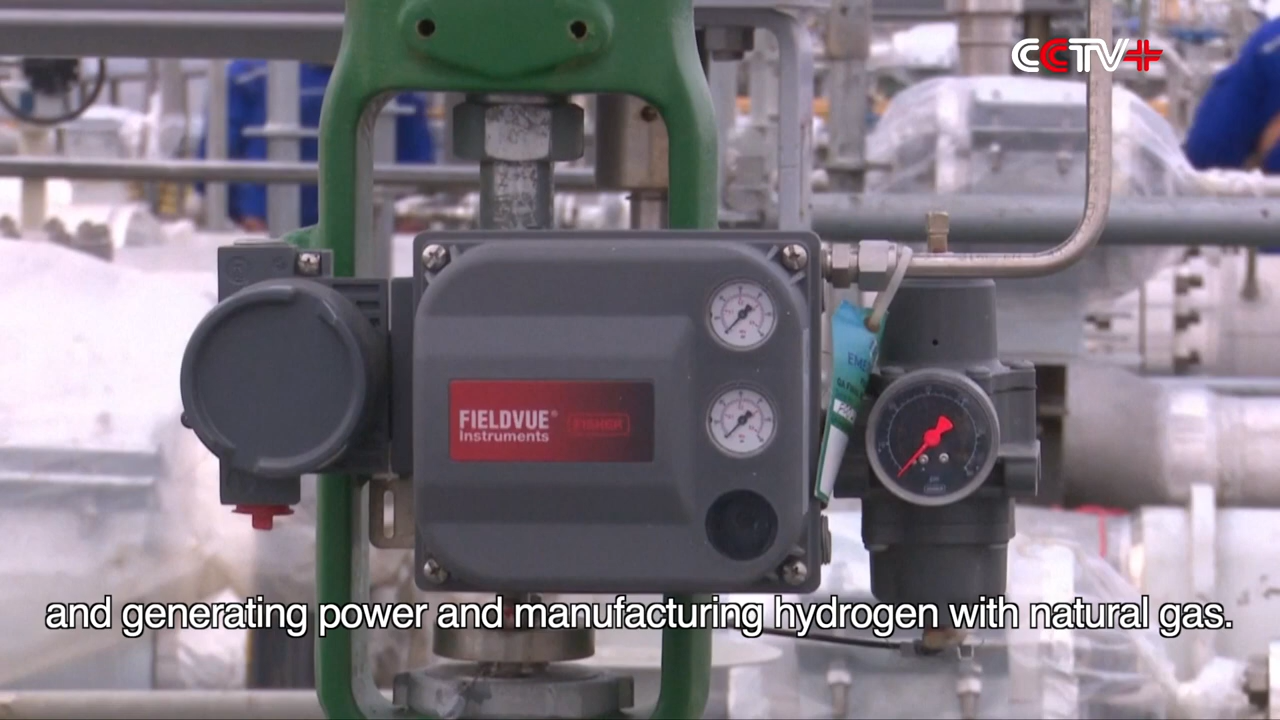 CCTV+
FIELDVUE®
Instruments
FISHER
and generating power and manufacturing hydrogen with natural gas.